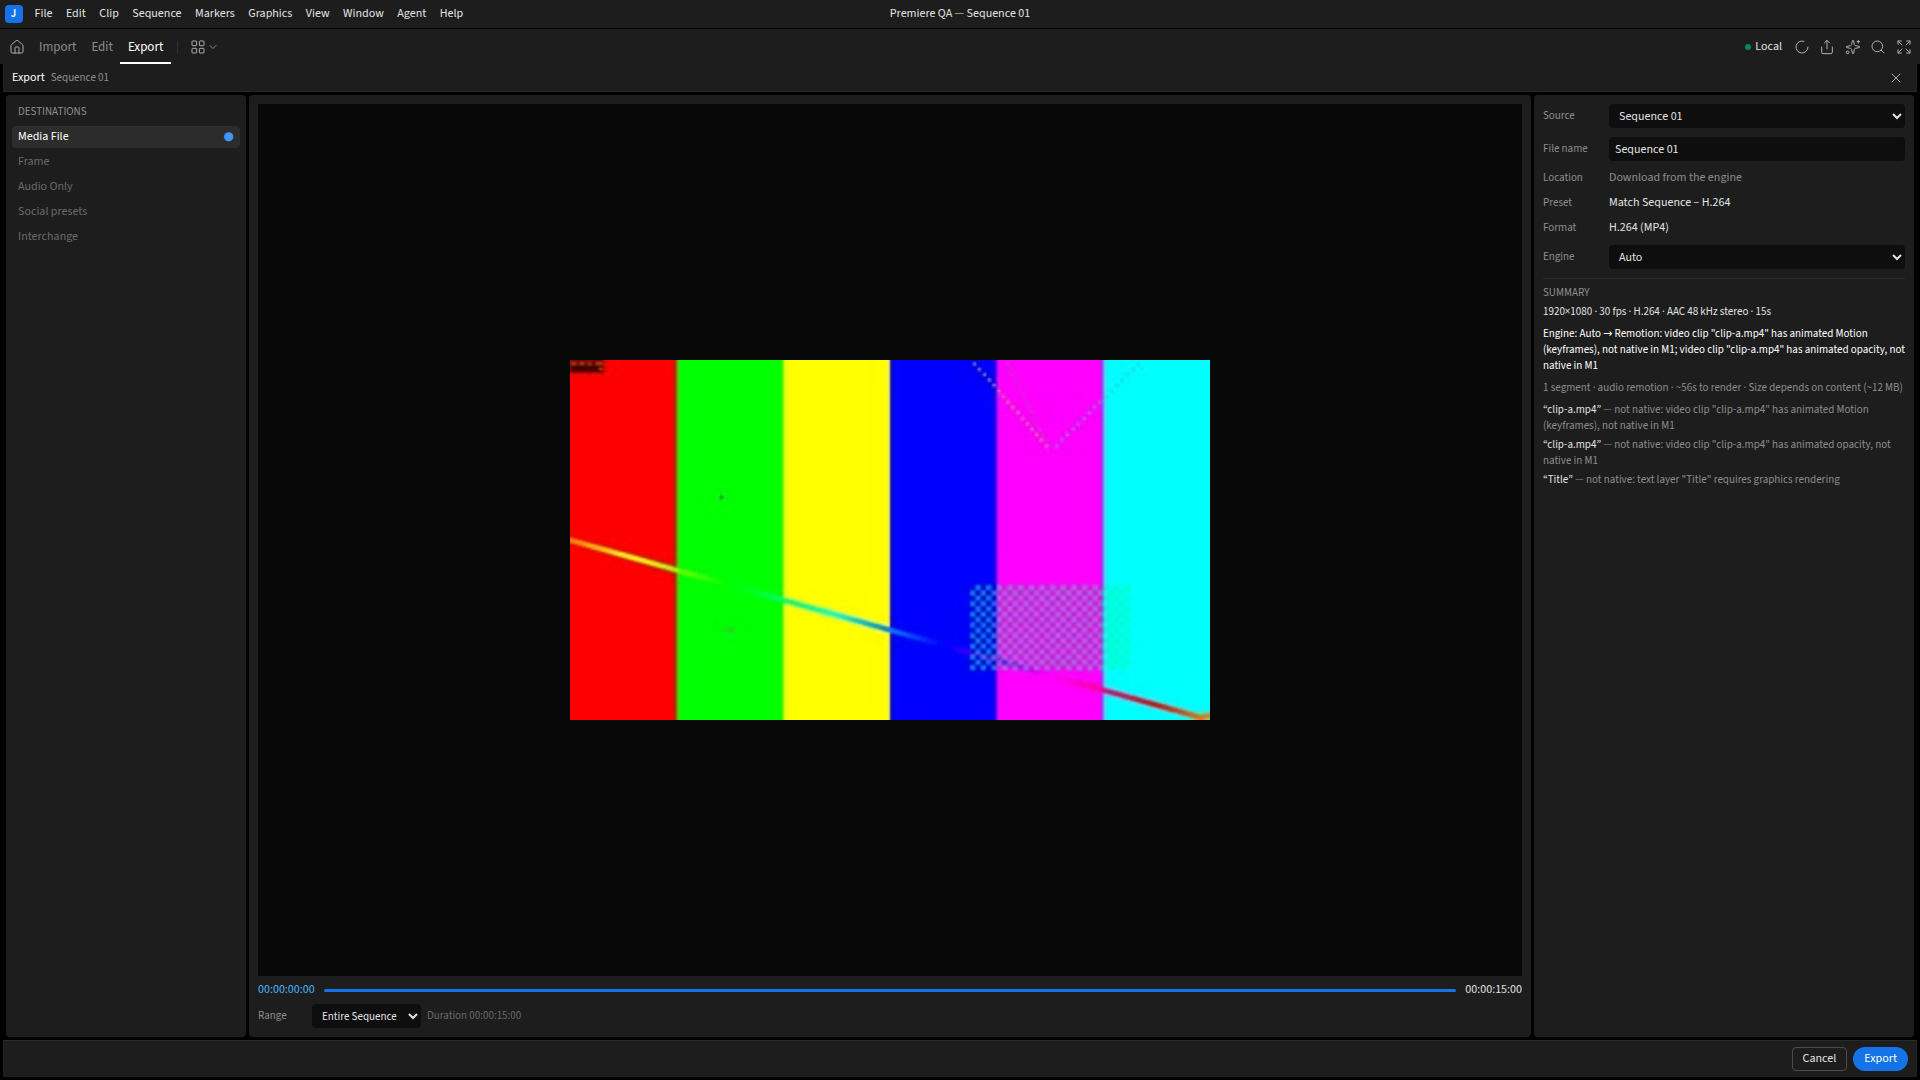 J File Edit Clip Sequence Markers Graphics View Window Agent Help
Premiere QA — Sequence 01
Import Edit Export
Local
Export Sequence 01
DESTINATIONS
Media File
Frame
Audio Only
Social presets
Interchange
00:00:00:00
00:00:15:00
Range Entire Sequence Duration 00:00:15:00
Source Sequence 01
File name Sequence 01
Location Download from the engine
Preset Match Sequence – H.264
Format H.264 (MP4)
Engine Auto
SUMMARY
1920×1080 · 30 fps · H.264 · AAC 48 kHz stereo · 15s
Engine: Auto → Remotion: video clip "clip-a.mp4" has animated Motion
(keyframes), not native in M1; video clip "clip-a.mp4" has animated opacity, not
native in M1
1 segment · audio remotion · ~56s to render · Size depends on content (~12 MB)
“clip-a.mp4” — not native: video clip "clip-a.mp4" has animated Motion
(keyframes), not native in M1
“clip-a.mp4” — not native: video clip "clip-a.mp4" has animated opacity, not
native in M1
“Title” — not native: text layer "Title" requires graphics rendering
Cancel Export